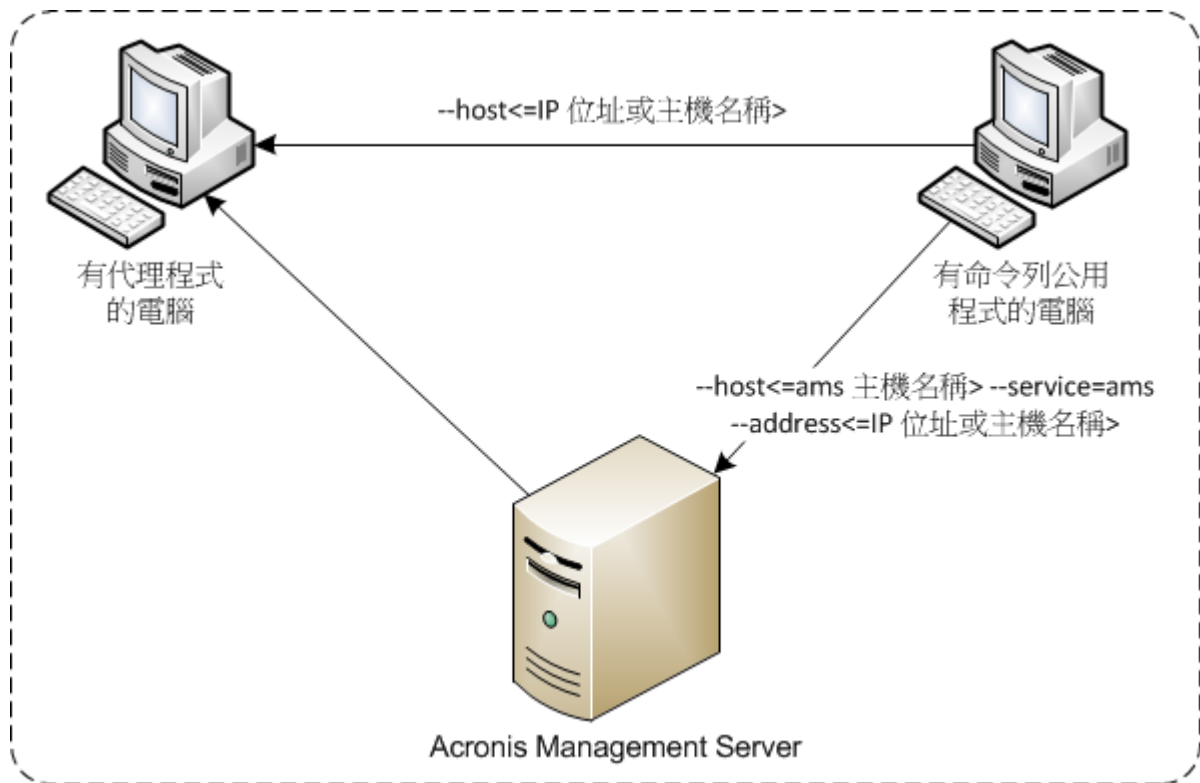 --host<=IP 位址或主機名稱>
有代理程式
的電腦
有命令列公用
程式的電腦
--host<=ams 主機名稱> --service=ams
--address<=IP 位址或主機名稱>
Acronis Management Server